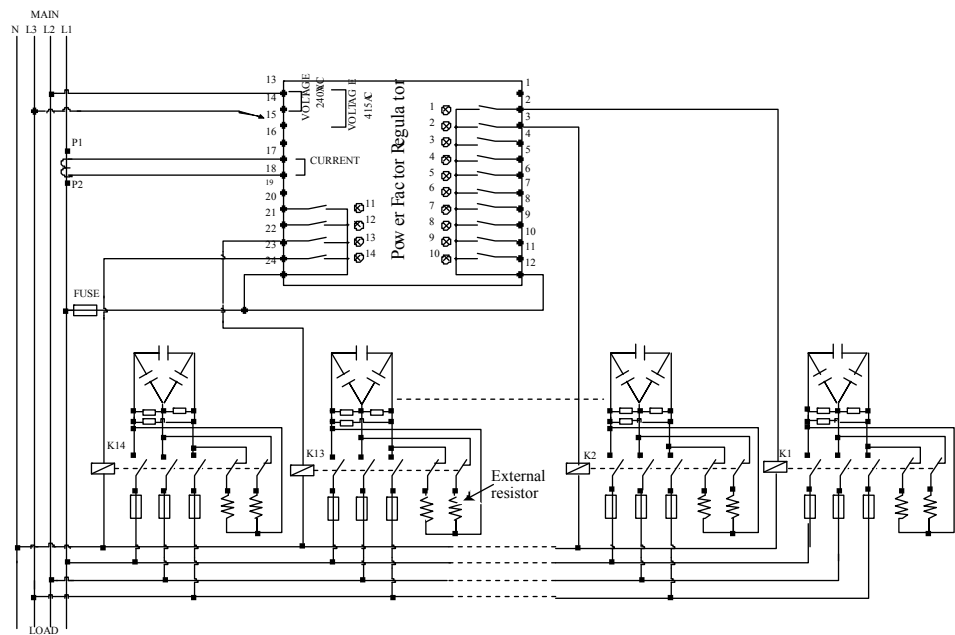 MAIN
N L3 L2 L1
13
14
15
16
17
18
19
20
21
22
23
24
VOLTAGE
240VAC
VOLTAGE
415AC
CURRENT
Power Factor Regulator
11
12
13
14
1
2
3
4
5
6
7
8
9
10
1
2
3
4
5
6
7
8
9
10
11
12
P1
P2
FUSE
K14
K13
K2
K1
External
resistor
LOAD